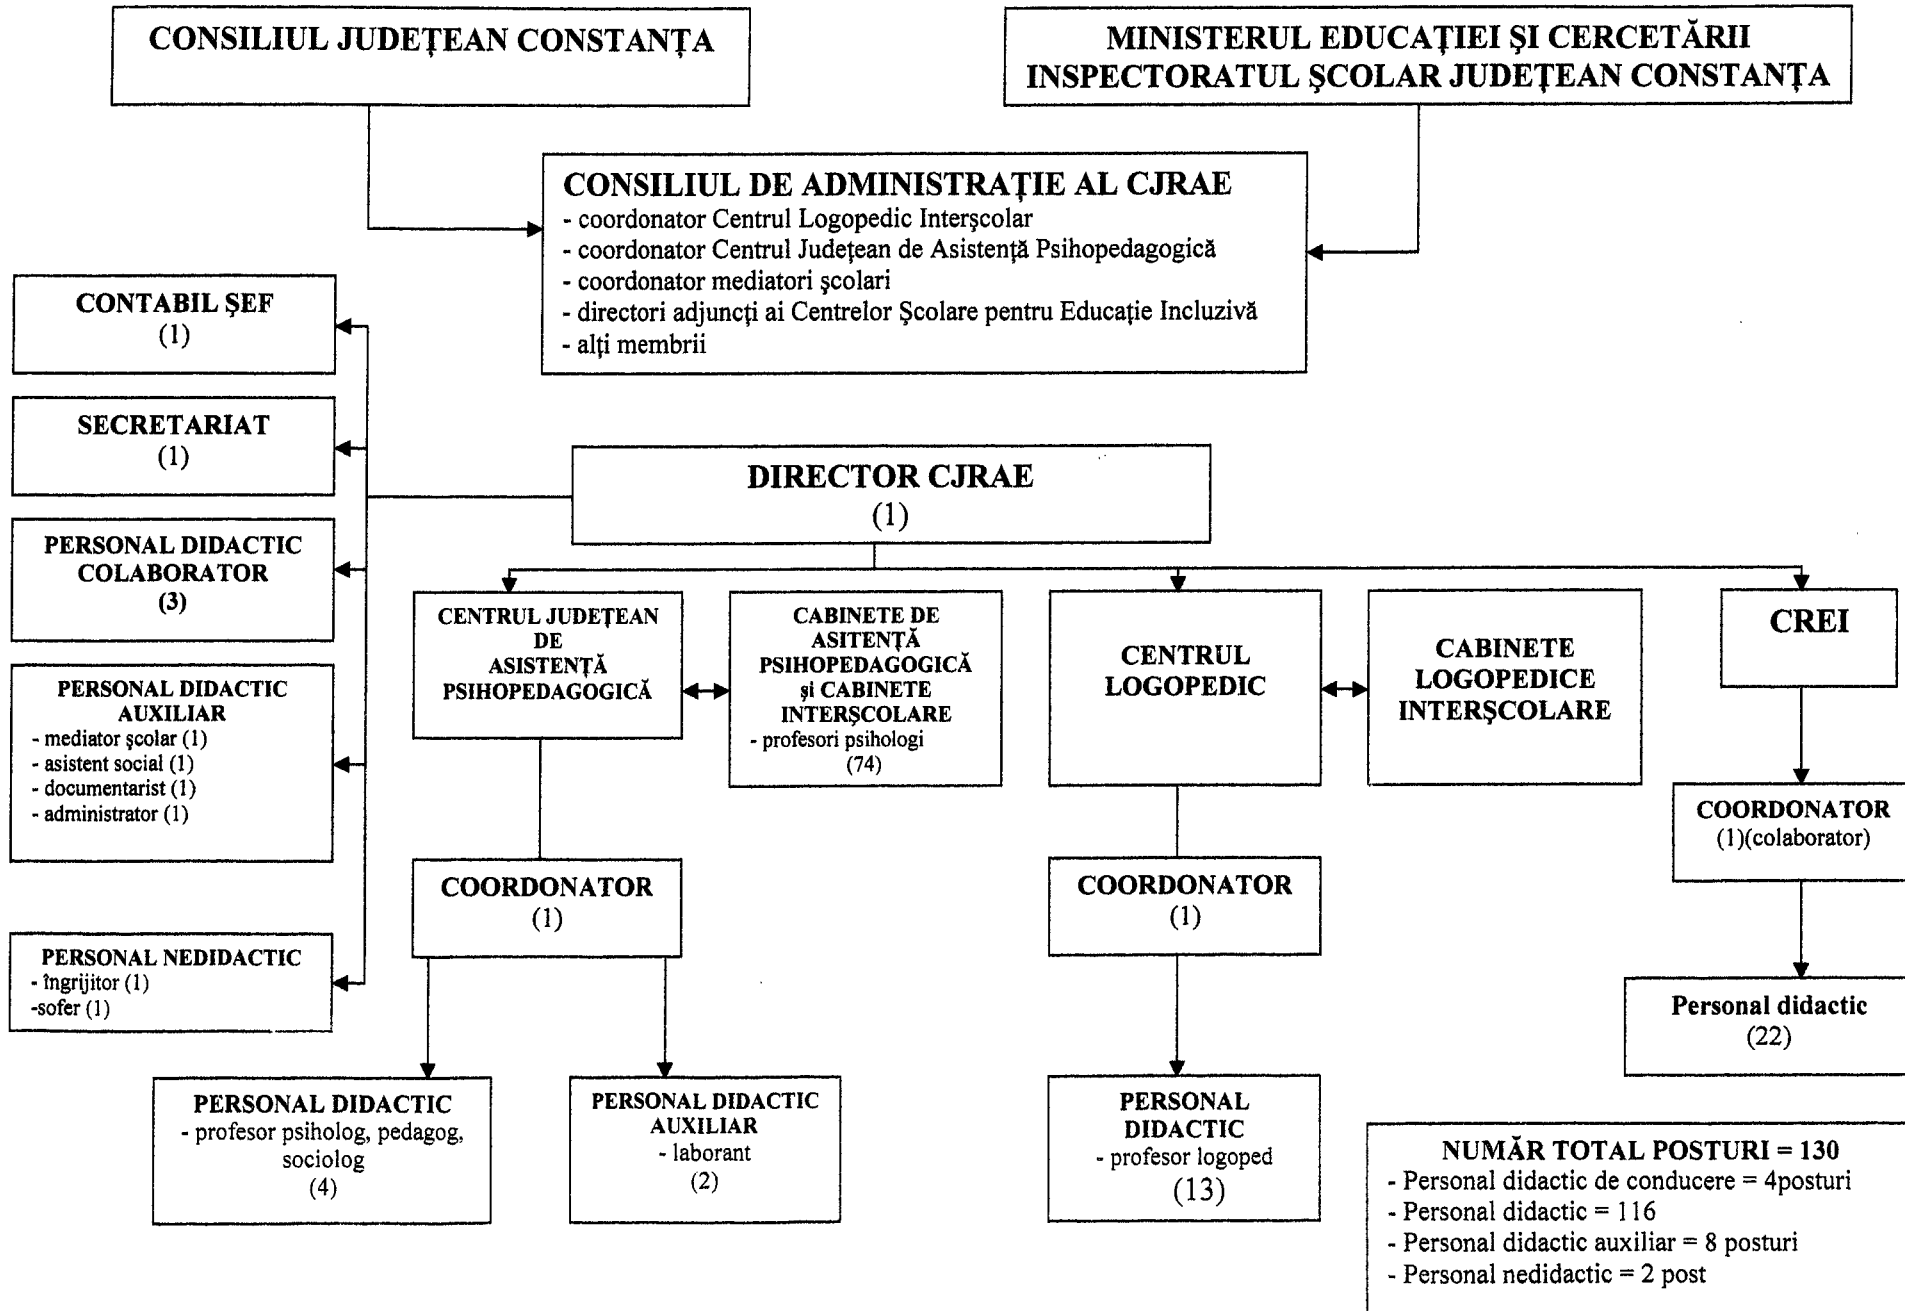 CONSILIUL JUDEȚEAN CONSTANȚA
MINISTERUL EDUCAȚIEI ȘI CERCETĂRII
INSPECTORATUL ȘCOLAR JUDEȚEAN CONSTANȚA
CONSILIUL DE ADMINISTRAȚIE AL CJRAE
- coordonator Centrul Logopedic Interșcolar
- coordonator Centrul Județean de Asistență Psihopedagogică
- coordonator mediatori școlari
- directori adjuncți ai Centrelor Școlare pentru Educație Incluzivă
- alți membrii
CONTABIL ȘEF
(1)
SECRETARIAT
(1)
DIRECTOR CJRAE
(1)
PERSONAL DIDACTIC
COLABORATOR
(3)
PERSONAL DIDACTIC
AUXILIAR
- mediator școlar (1)
- asistent social (1)
- documentarist (1)
- administrator (1)
PERSONAL NEDIDACTIC
- îngrijitor (1)
-sofer (1)
CENTRUL JUDEȚEAN
DE
ASISTENȚĂ
PSIHOPEDAGOGICĂ
CABINETE DE
ASITENȚĂ
PSIHOPEDAGOGICĂ
și CABINETE
INTERȘCOLARE
- profesori psihologi
(74)
CENTRUL
LOGOPEDIC
CABINETE
LOGOPEDICE
INTERȘCOLARE
CREI
COORDONATOR
(1)
COORDONATOR
(1)
COORDONATOR
(1)(colaborator)
Personal didactic
(22)
PERSONAL DIDACTIC
- profesor psiholog, pedagog,
sociolog
(4)
PERSONAL DIDACTIC
AUXILIAR
- laborant
(2)
PERSONAL
DIDACTIC
- profesor logoped
(13)
NUMĂR TOTAL POSTURI = 130
- Personal didactic de conducere = 4posturi
- Personal didactic = 116
- Personal didactic auxiliar = 8 posturi
- Personal nedidactic = 2 post